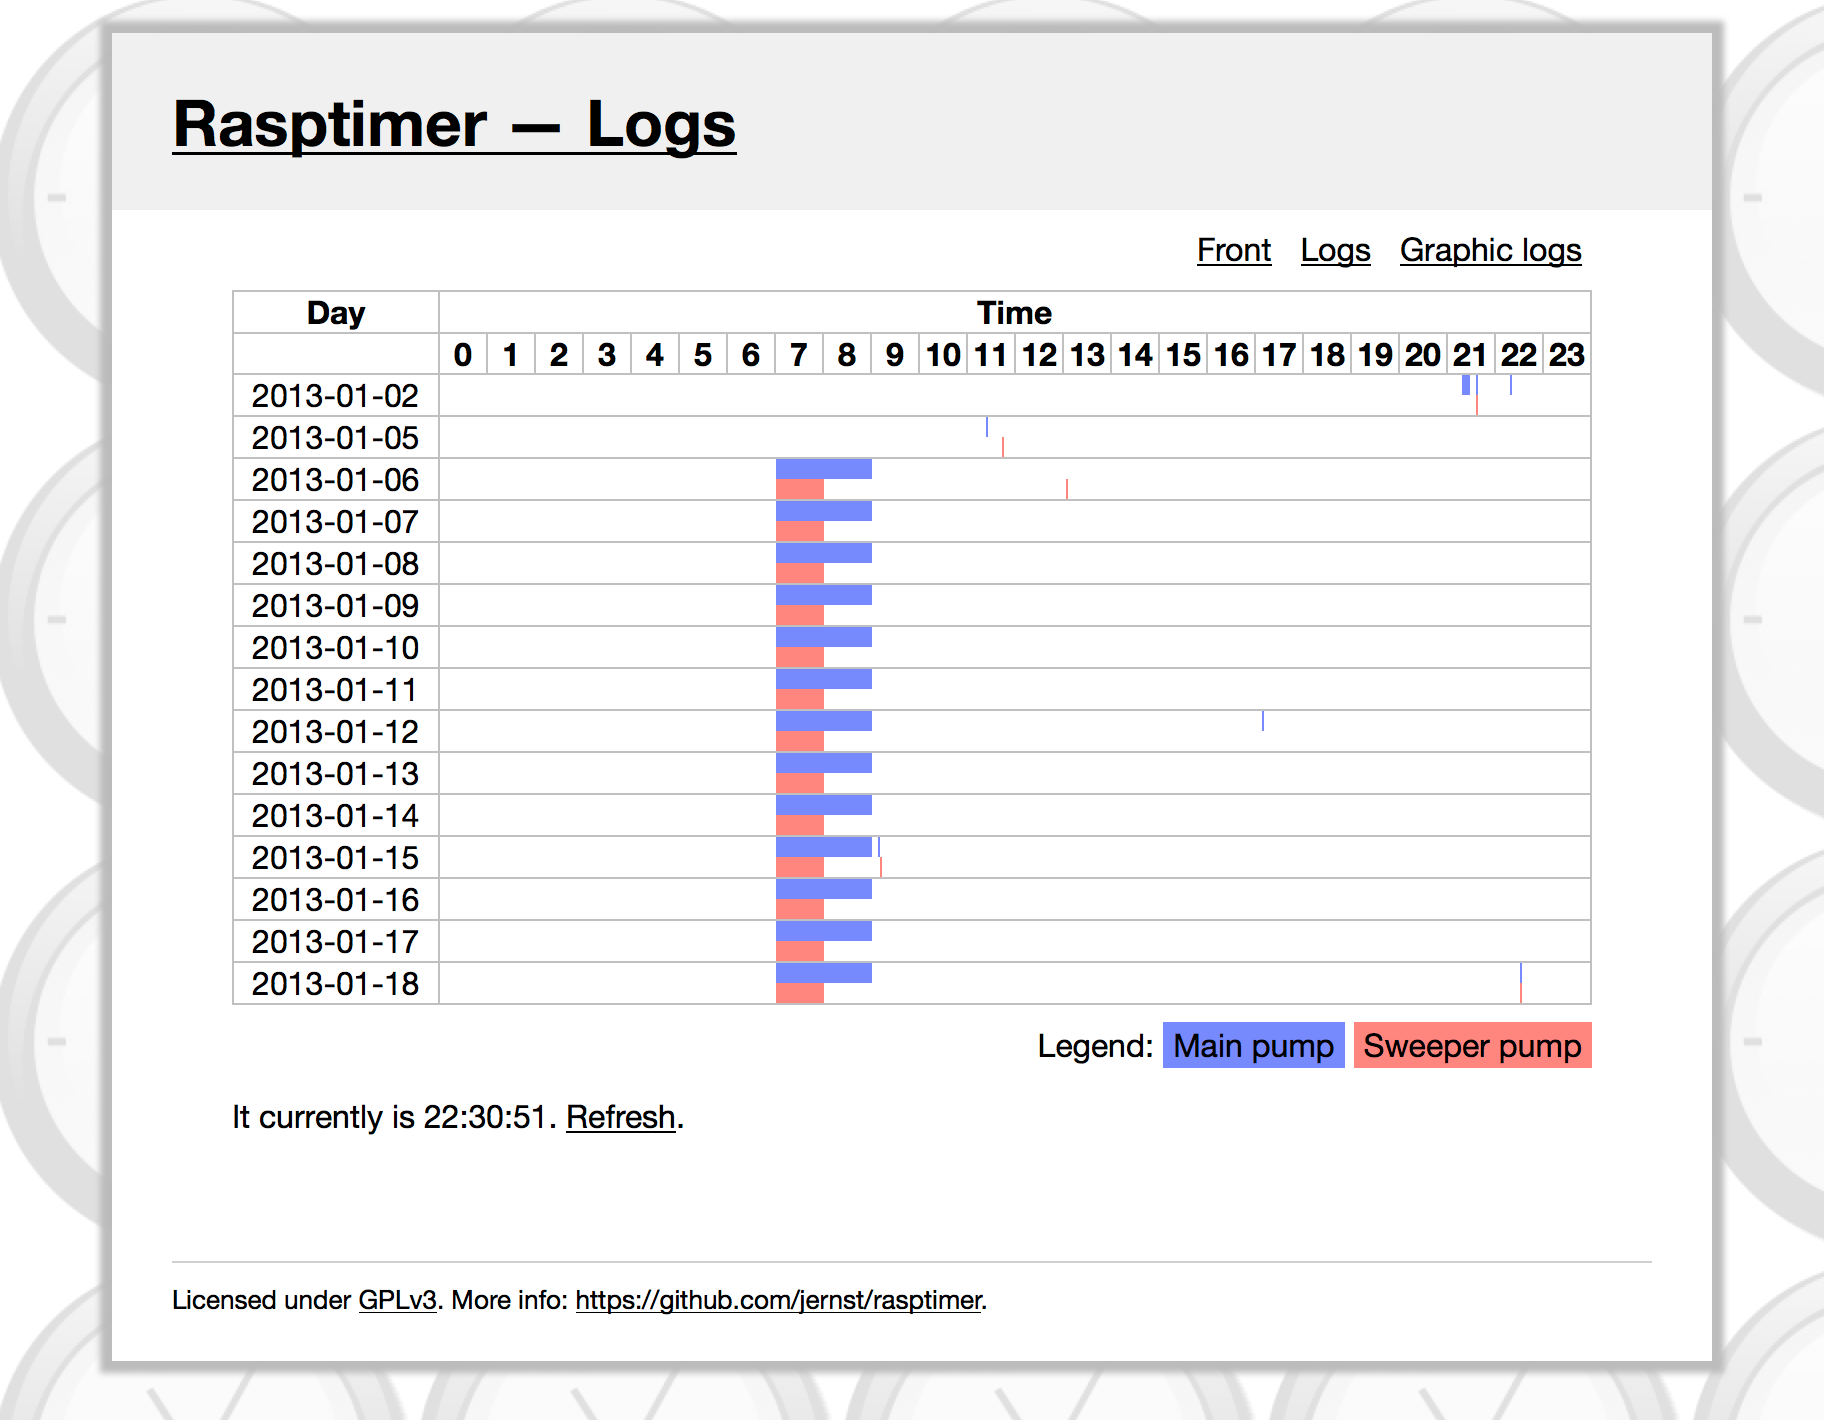 Rasptimer — Logs
Front Logs Graphic logs
Day Time
0 1 2 3 4 5 6 7 8 9 10 11 12 13 14 15 16 17 18 19 20 21 22 23
2013-01-02
2013-01-05
2013-01-06
2013-01-07
2013-01-08
2013-01-09
2013-01-10
2013-01-11
2013-01-12
2013-01-13
2013-01-14
2013-01-15
2013-01-16
2013-01-17
2013-01-18
Legend: Main pump Sweeper pump
It currently is 22:30:51. Refresh.
Licensed under GPLv3. More info: https://github.com/jernst/rasptimer.